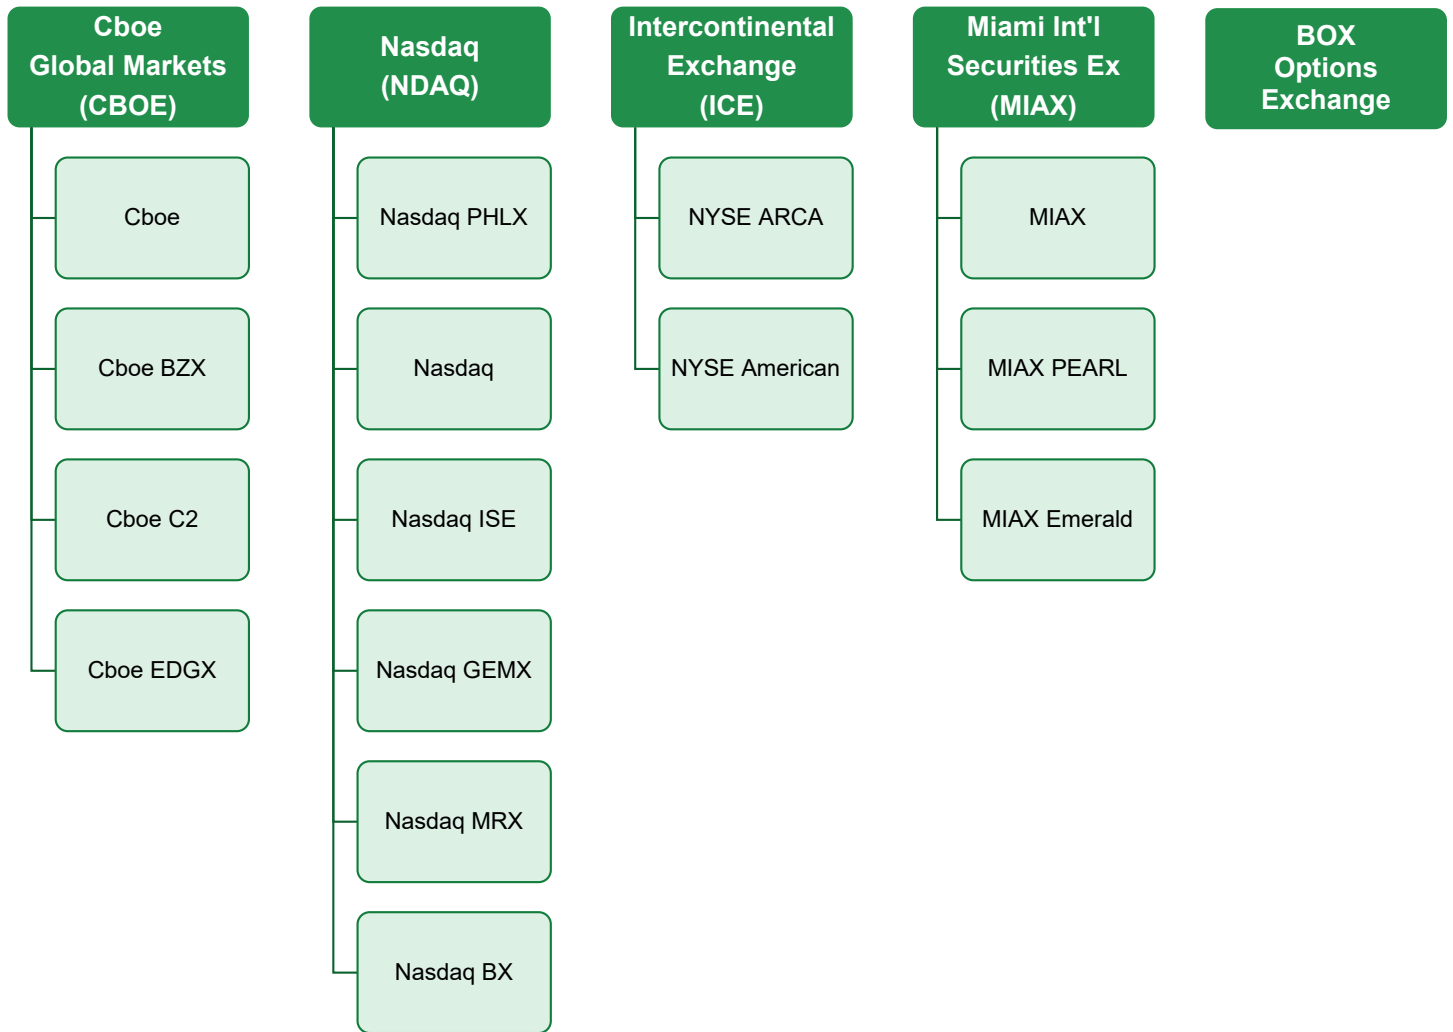 Cboe
Global Markets
(CBOE)
Cboe
Cboe BZX
Cboe C2
Cboe EDGX
Nasdaq
(NDAQ)
Nasdaq PHLX
Nasdaq
Nasdaq ISE
Nasdaq GEMX
Nasdaq MRX
Nasdaq BX
Intercontinental
Exchange
(ICE)
NYSE ARCA
NYSE American
Miami Int'l
Securities Ex
(MIAX)
MIAX
MIAX PEARL
MIAX Emerald
BOX
Options
Exchange